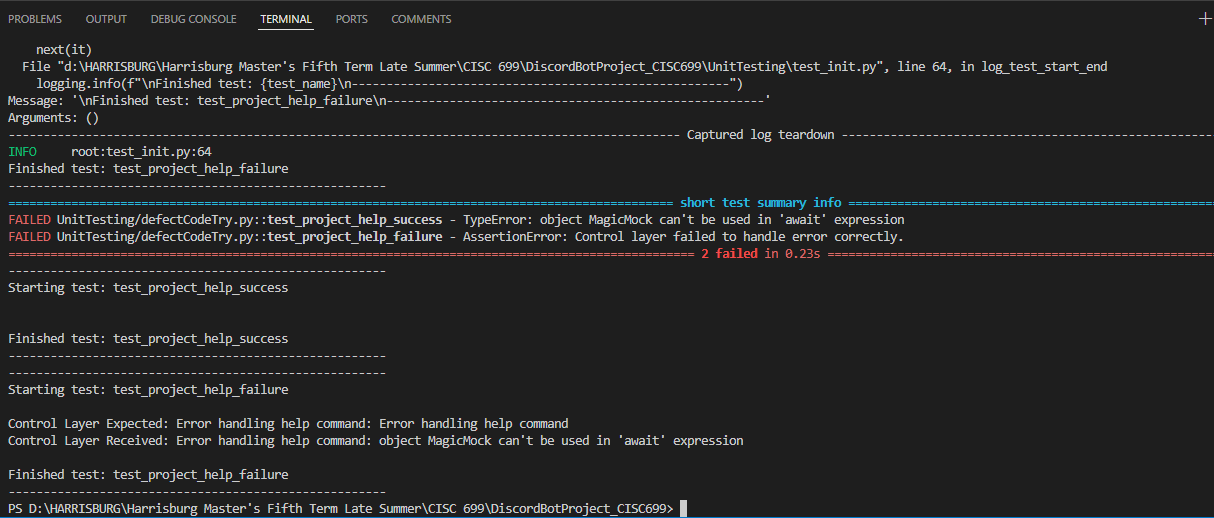 PROBLEMS OUTPUT DEBUG CONSOLE TERMINAL PORTS COMMENTS
next(it)
File "d:\HARRISBURG\Harrisburg Master's Fifth Term Late Summer\CISC 699\DiscordBotProject_CISC699\UnitTesting\test_init.py", line 64, in log_test_start_end
logging.info(f"\nFinished test: {test_name}\n------------------------------------------------------")
Message: '\nFinished test: test_project_help_failure\n------------------------------------------------------'
Arguments: ()
------------------------------------------------------------------------------------------------ Captured log teardown ------------------------------------------------------
INFO root:test_init.py:64
Finished test: test_project_help_failure
------------------------------------------------------
=============================================================================================== short test summary info =====================================================
FAILED UnitTesting/defectCodeTry.py::test_project_help_success - TypeError: object MagicMock can't be used in 'await' expression
FAILED UnitTesting/defectCodeTry.py::test_project_help_failure - AssertionError: Control layer failed to handle error correctly.
================================================================================================== 2 failed in 0.23s ========================================================
------------------------------------------------------
Starting test: test_project_help_success
Finished test: test_project_help_success
------------------------------------------------------
------------------------------------------------------
Starting test: test_project_help_failure
Control Layer Expected: Error handling help command: Error handling help command
Control Layer Received: Error handling help command: object MagicMock can't be used in 'await' expression
Finished test: test_project_help_failure
------------------------------------------------------
PS D:\HARRISBURG\Harrisburg Master's Fifth Term Late Summer\CISC 699\DiscordBotProject_CISC699>